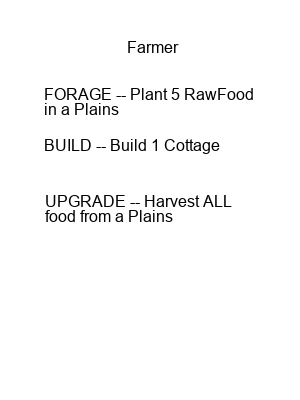 Farmer
FORAGE -- Plant 5 RawFood
in a Plains
BUILD -- Build 1 Cottage
UPGRADE -- Harvest ALL
food from a Plains